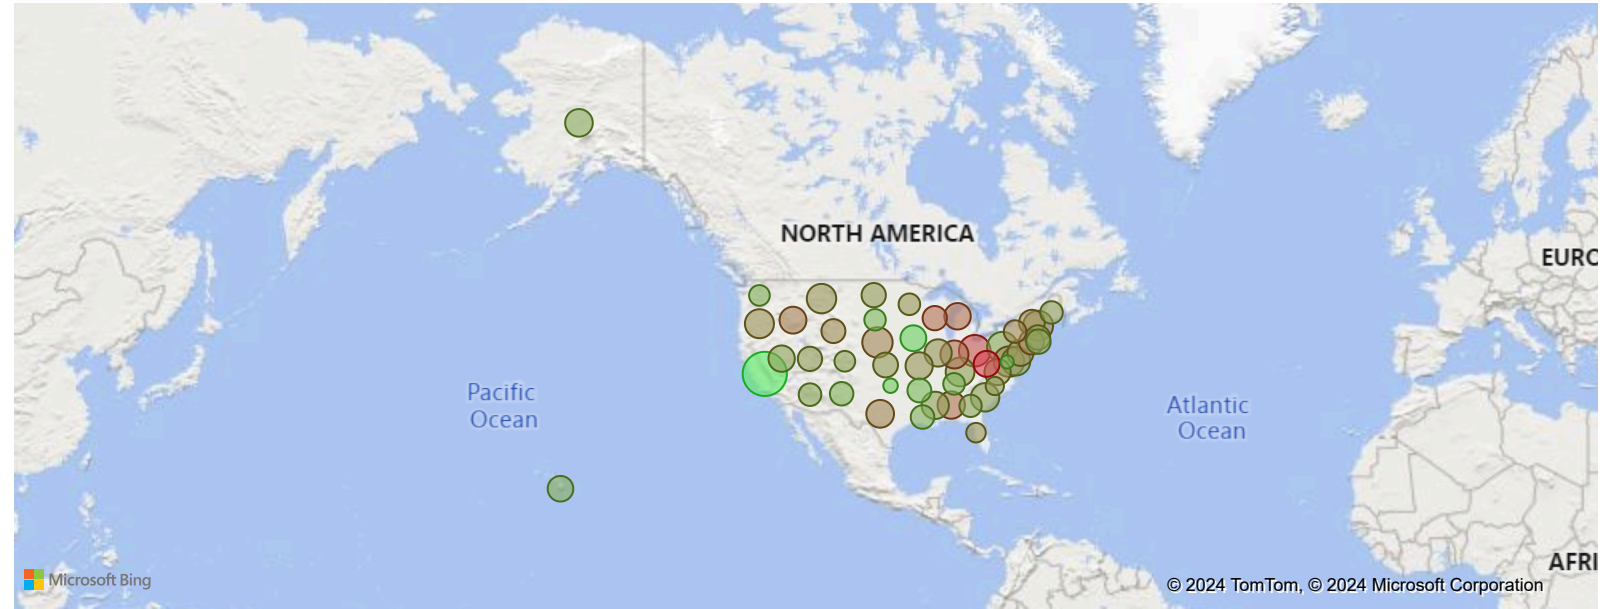 NORTH AMERICA
EURO
Pacific
Ocean
Atlantic
Ocean
AFRI
Microsoft Bing
© 2024 TomTom, © 2024 Microsoft Corporation